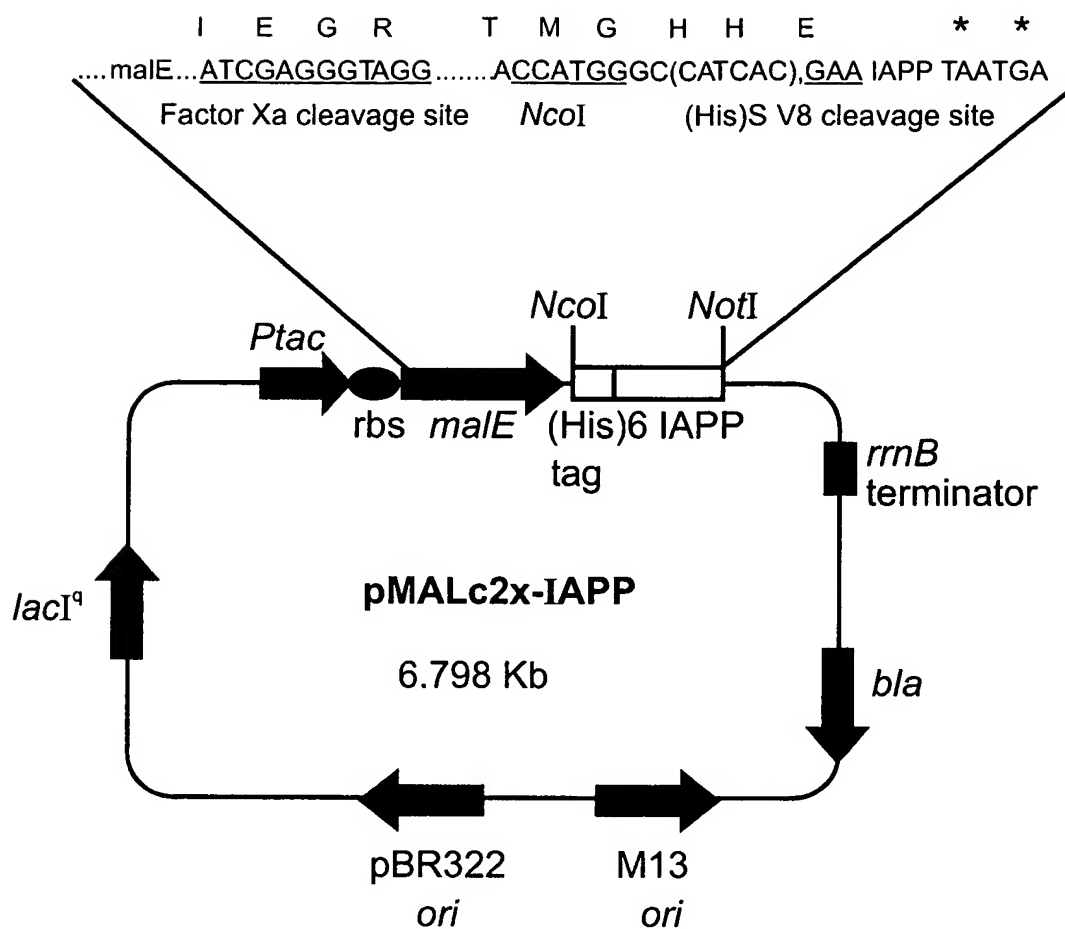 I E G R T M G H H E * *
....malE...ATCGAGGGTAGG........ACCATGGGC(CATCAC),GAA IAPP TAATGA
Factor Xa cleavage site NcoI (His)S V8 cleavage site
NcoI NotI
Ptac
rbs malE (His)6 IAPP
tag
rrnB
terminator
lacIq
pMALc2x-IAPP
6.798 Kb
bla
pBR322
ori
M13
ori